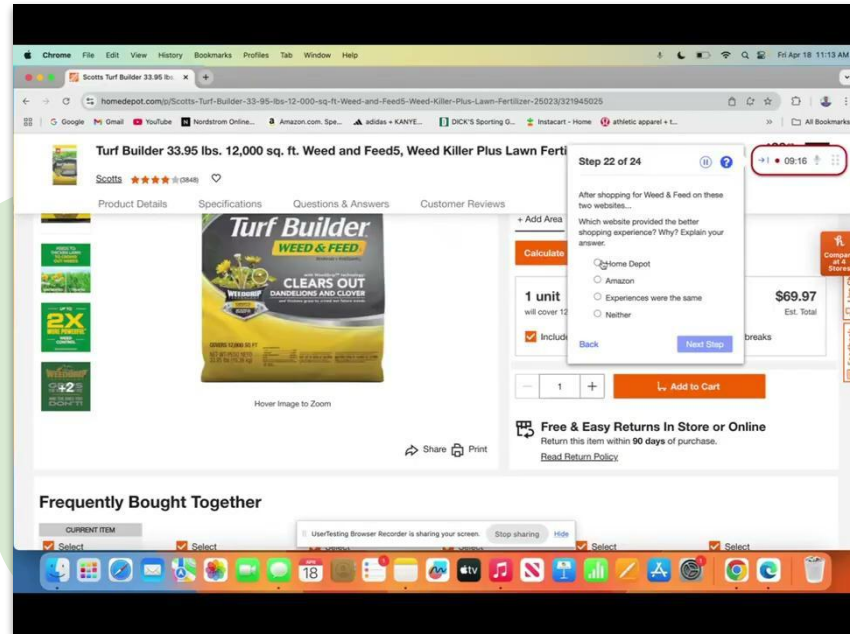 Chrome File Edit View History Bookmarks Profiles Tab Window Help
Fri Apr 18 11:13 AM
Scotts Turf Builder 33.95 lbs.
homedepot.com/p/Scotts-Turf-Builder-33-95-lbs-12-000-sq-ft-Weed-and-Feed5-Weed-Killer-Plus-Lawn-Fertilizer-25023/321945025
Google Gmail YouTube Nordstrom Online... Amazon.com. Spe... adidas + KANYE... DICK'S Sporting G... Instacart - Home athletic apparel + t... » All Bookmarks
Turf Builder 33.95 lbs. 12,000 sq. ft. Weed and Feed5, Weed Killer Plus Lawn Ferti
Scotts (3848)
Product Details Specifications Questions & Answers Customer Reviews
Step 22 of 24
09:16
After shopping for Weed & Feed on these
two websites...
Which website provided the better
shopping experience? Why? Explain your
answer.
Home Depot
Amazon
Experiences were the same
Neither
Back Next Step
Compare
at 4
Stores
Turf Builder
WEED & FEED
CLEARS OUT
DANDELIONS AND CLOVER
WEEDGRIP
2X
+2
Hover Image to Zoom
Share Print
+ Add Area
Calculate
1 unit $69.97
will cover 12 Est. Total
Include breaks
1 + Add to Cart
Free & Easy Returns In Store or Online
Return this item within 90 days of purchase.
Read Return Policy
Frequently Bought Together
CURRENT ITEM
Select Select Select Select Select Select
UserTesting Browser Recorder is sharing your screen. Stop sharing Hide
18
tv